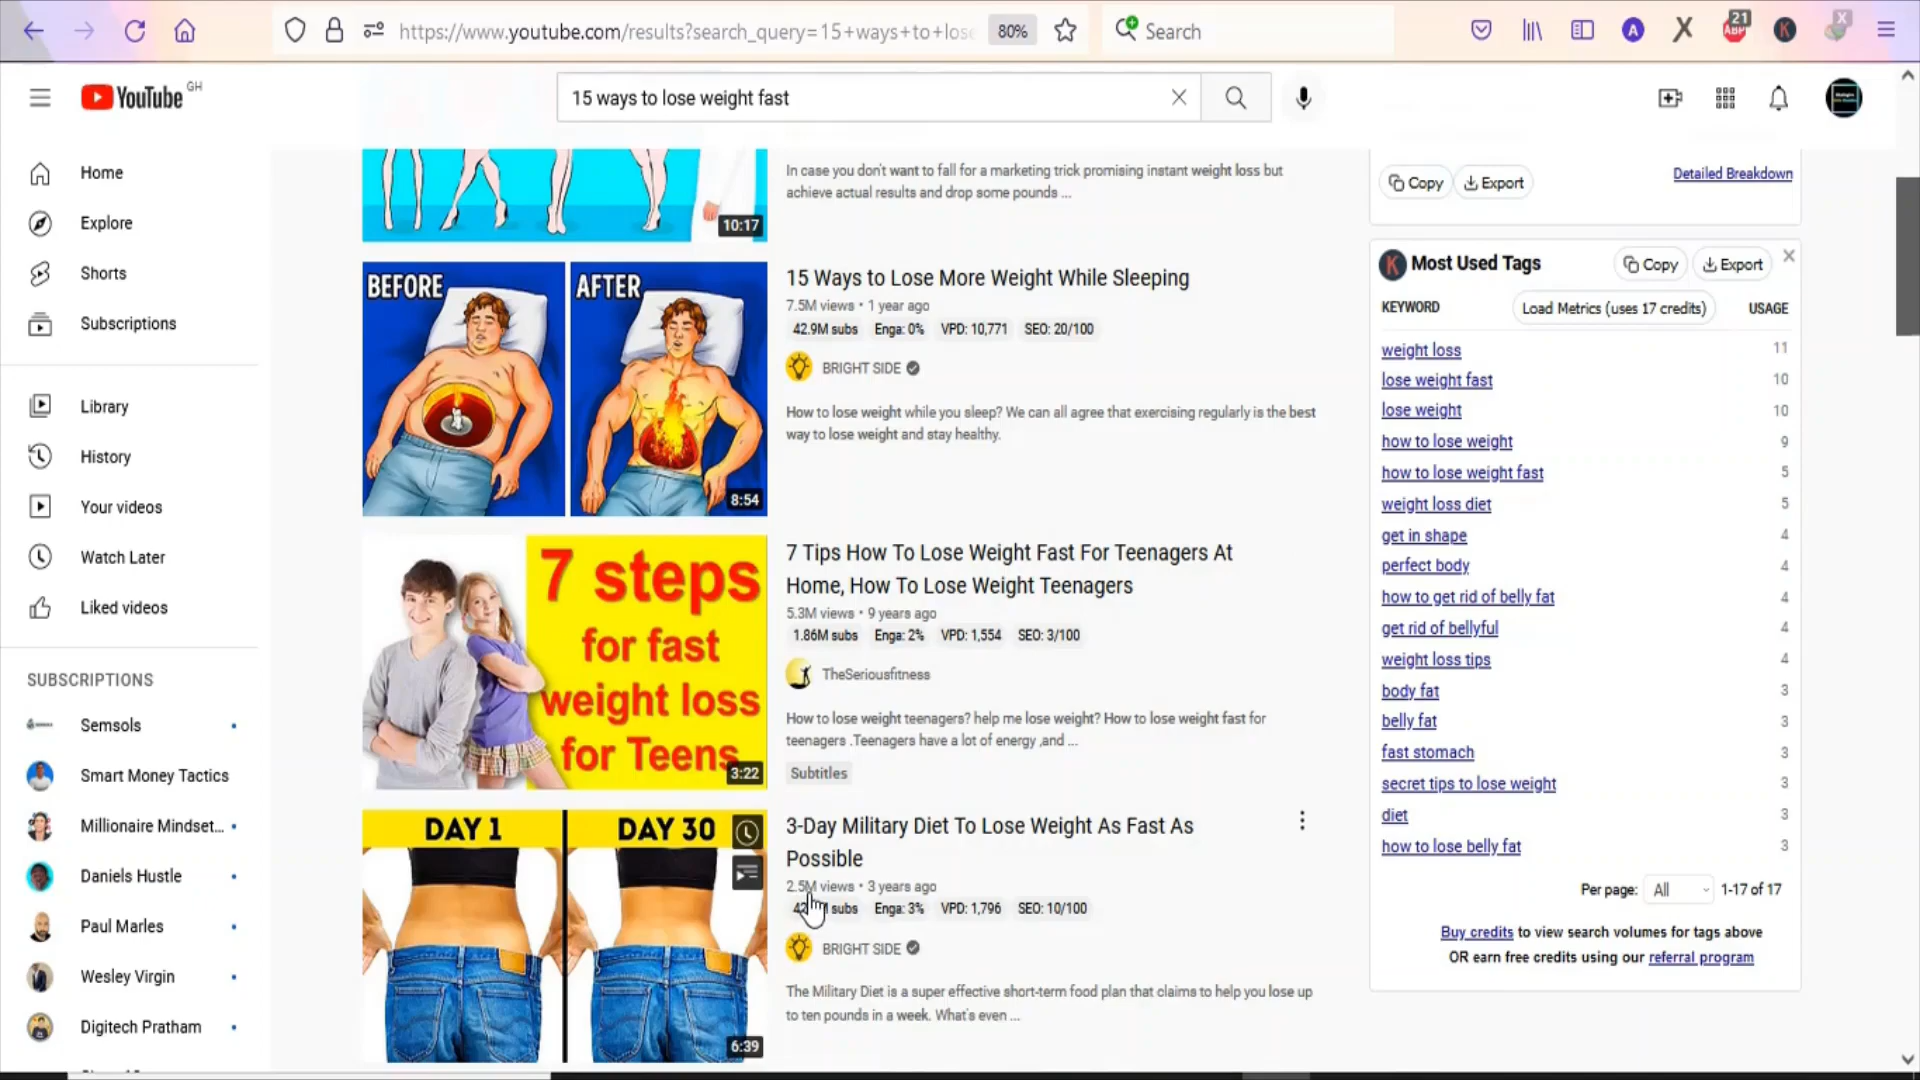 https://www.youtube.com/results?search_query=15+ways+to+lose
80%
Search
21
ABP
K
A
X
YouTube GH
15 ways to lose weight fast
Home
Explore
Shorts
Subscriptions
Library
History
Your videos
Watch Later
Liked videos
SUBSCRIPTIONS
Semsols
Smart Money Tactics
Millionaire Mindset...
Daniels Hustle
Paul Marles
Wesley Virgin
Digitech Pratham
10:17
In case you don't want to fall for a marketing trick promising instant weight loss but
achieve actual results and drop some pounds ...
BEFORE
AFTER
8:54
15 Ways to Lose More Weight While Sleeping
7.5M views • 1 year ago
42.9M subs Enga: 0% VPD: 10,771 SEO: 20/100
BRIGHT SIDE
How to lose weight while you sleep? We can all agree that exercising regularly is the best
way to lose weight and stay healthy.
7 steps
for fast
weight loss
for Teens
3:22
7 Tips How To Lose Weight Fast For Teenagers At
Home, How To Lose Weight Teenagers
5.3M views • 9 years ago
1.86M subs Enga: 2% VPD: 1,554 SEO: 3/100
TheSeriousfitness
How to lose weight teenagers? help me lose weight? How to lose weight fast for
teenagers .Teenagers have a lot of energy ,and ...
Subtitles
DAY 1
DAY 30
6:39
3-Day Military Diet To Lose Weight As Fast As
Possible
2.5M views • 3 years ago
subs Enga: 3% VPD: 1,796 SEO: 10/100
BRIGHT SIDE
The Military Diet is a super effective short-term food plan that claims to help you lose up
to ten pounds in a week. What's even ...
Copy Export
Detailed Breakdown
K Most Used Tags Copy Export
KEYWORD Load Metrics (uses 17 credits) USAGE
weight loss 11
lose weight fast 10
lose weight 10
how to lose weight 9
how to lose weight fast 5
weight loss diet 5
get in shape 4
perfect body 4
how to get rid of belly fat 4
get rid of bellyful 4
weight loss tips 4
body fat 3
belly fat 3
fast stomach 3
secret tips to lose weight 3
diet 3
how to lose belly fat 3
Per page: All 1-17 of 17
Buy credits to view search volumes for tags above
OR earn free credits using our referral program